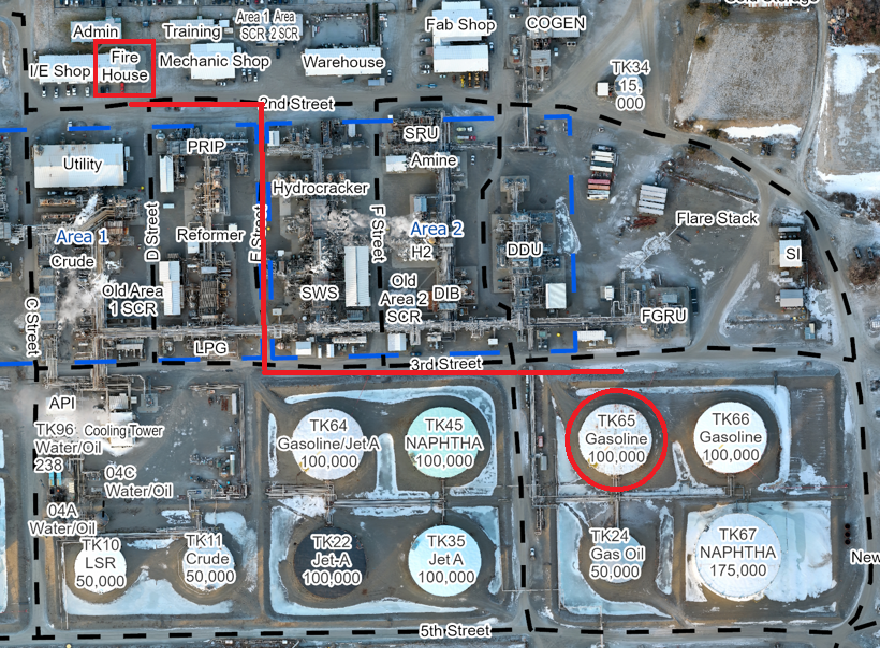 Admin
Training
Area 1
SCR
Area
2 SCR
Fab Shop
COGEN
I/E Shop
Fire
House
Mechanic Shop
Warehouse
TK34
15,
000
2nd Street
Utility
PRIP
SRU
Amine
Hydrocracker
Area 1
Crude
D Street
Reformer
E Street
F Street
Area 2
H2
DDU
Flare Stack
SI
Old Area
1 SCR
SWS
Old
Area 2
SCR
DIB
FGRU
C Street
LPG
3rd Street
API
TK96
Water/Oil
238
Cooling Tower
TK64
Gasoline/JetA
100,000
TK45
NAPHTHA
100,000
TK65
Gasoline
100,000
TK66
Gasoline
100,000
04C
Water/Oil
04A
Water/Oil
TK10
LSR
50,000
TK11
Crude
50,000
TK22
Jet-A
100,000
TK35
Jet A
100,000
TK24
Gas Oil
50,000
TK67
NAPHTHA
175,000
New
5th Street